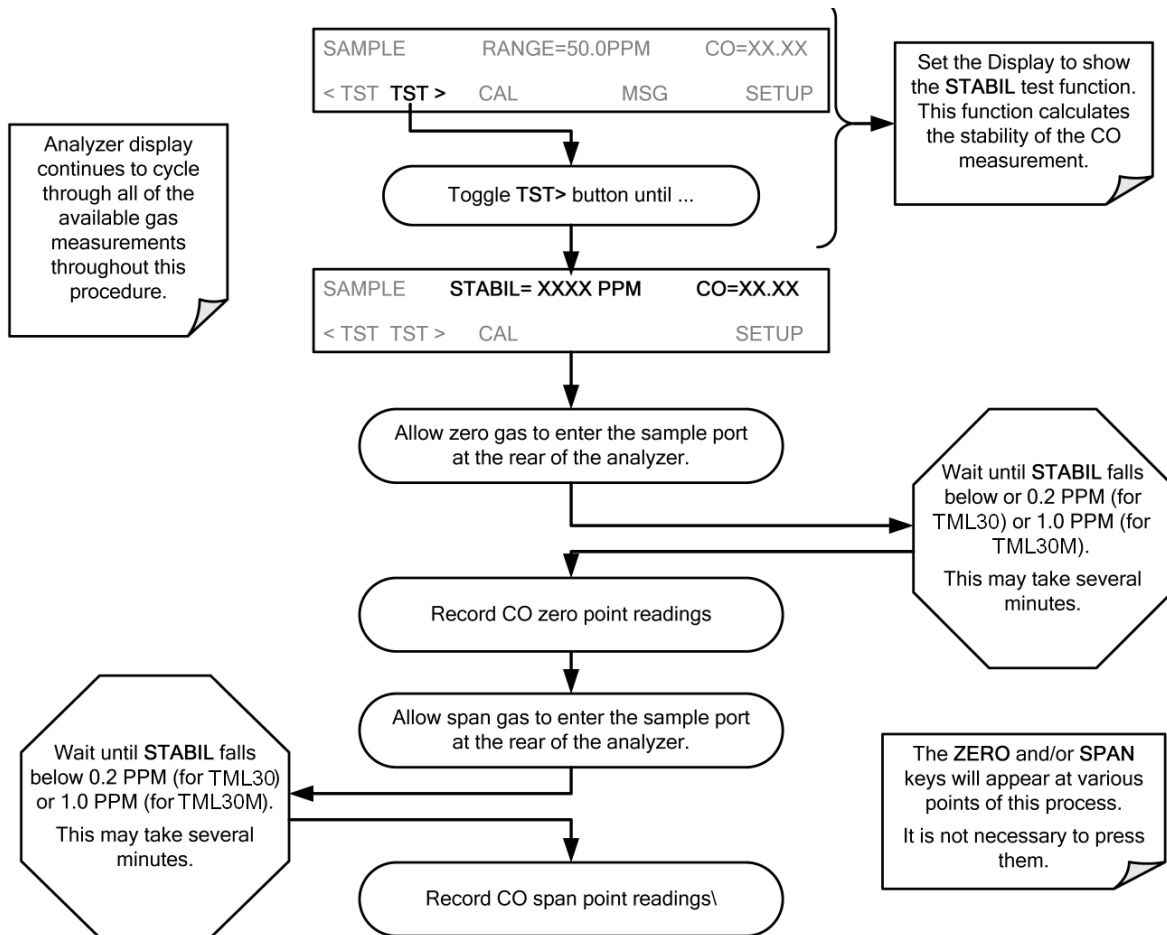 SAMPLE RANGE=50.0PPM CO=XX.XX
< TST TST > CAL MSG SETUP
Set the Display to show
the STABIL test function.
This function calculates
the stability of the CO
measurement.
Analyzer display
continues to cycle
through all of the
available gas
measurements
throughout this
procedure.
Toggle TST> button until ...
SAMPLE STABIL= XXXX PPM CO=XX.XX
< TST TST > CAL SETUP
Allow zero gas to enter the sample port
at the rear of the analyzer.
Wait until STABIL falls
below or 0.2 PPM (for
TML30) or 1.0 PPM (for
TML30M).
This may take several
minutes.
Record CO zero point readings
Allow span gas to enter the sample port
at the rear of the analyzer.
Wait until STABIL falls
below 0.2 PPM (for TML30)
or 1.0 PPM (for TML30M).
This may take several
minutes.
The ZERO and/or SPAN
keys will appear at various
points of this process.
It is not necessary to press
them.
Record CO span point readings\